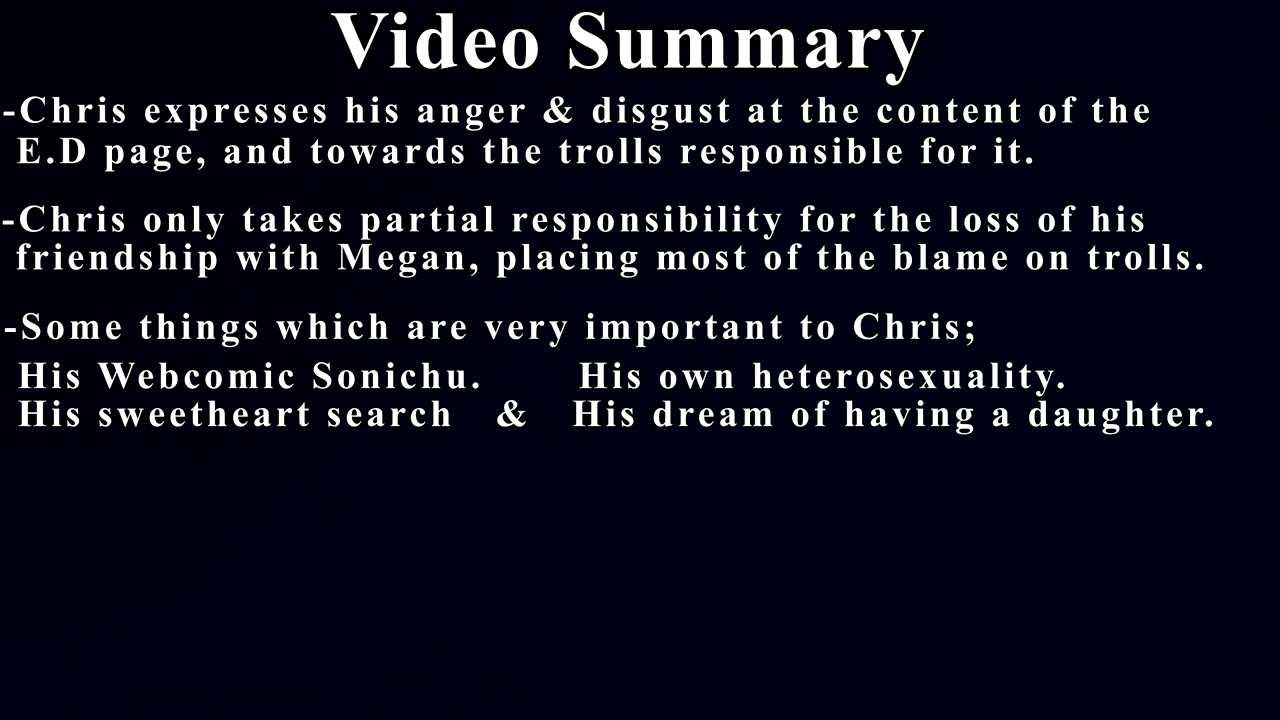 Video Summary
-Chris expresses his anger & disgust at the content of the
E.D page, and towards the trolls responsible for it.
-Chris only takes partial responsibility for the loss of his
friendship with Megan, placing most of the blame on trolls.
-Some things which are very important to Chris;
His Webcomic Sonichu. His own heterosexuality.
His sweetheart search & His dream of having a daughter.